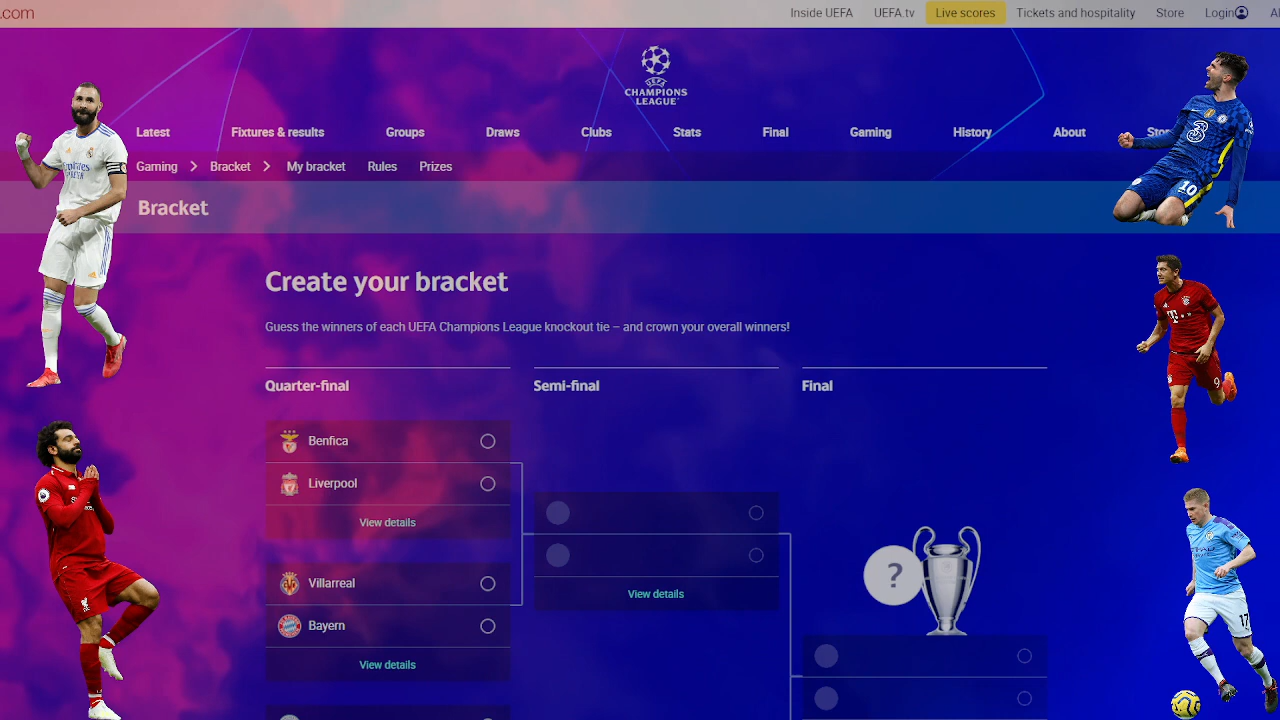 .com
Inside UEFA UEFA.tv Live scores Tickets and hospitality Store Login
UEFA
CHAMPIONS
LEAGUE
Latest Fixtures & results Groups Draws Clubs Stats Final Gaming History About
Gaming Bracket My bracket Rules Prizes
Bracket
Create your bracket
Guess the winners of each UEFA Champions League knockout tie – and crown your overall winners!
Quarter-final Semi-final Final
Benfica
Liverpool
View details
Villarreal
Bayern
View details
View details
?
3
10
9
17